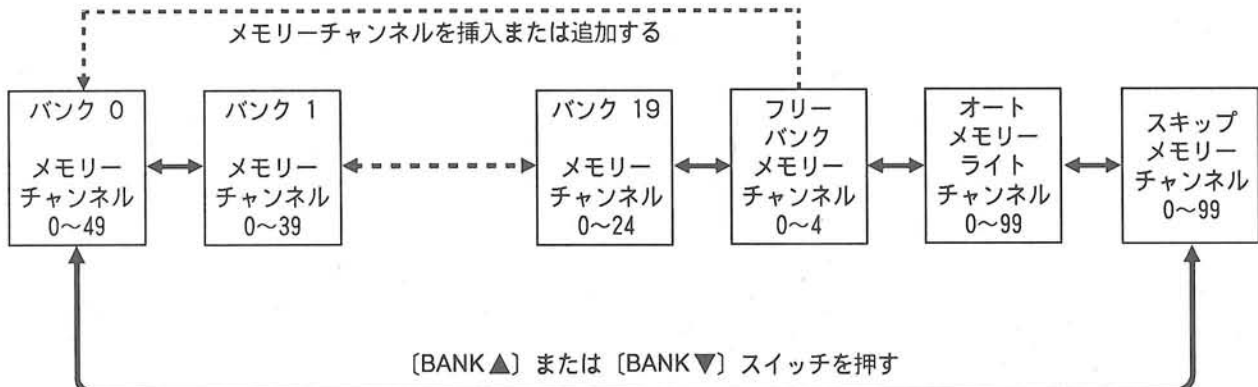 メモリーチャンネルを挿入または追加する
バンク 0
メモリー
チャンネル
0～49
バンク 1
メモリー
チャンネル
0～39
バンク 19
メモリー
チャンネル
0～24
フリー
バンク
メモリー
チャンネル
0～4
オート
メモリー
ライト
チャンネル
0～99
スキップ
メモリー
チャンネル
0～99
〔BANK▲〕または〔BANK▼〕スイッチを押す